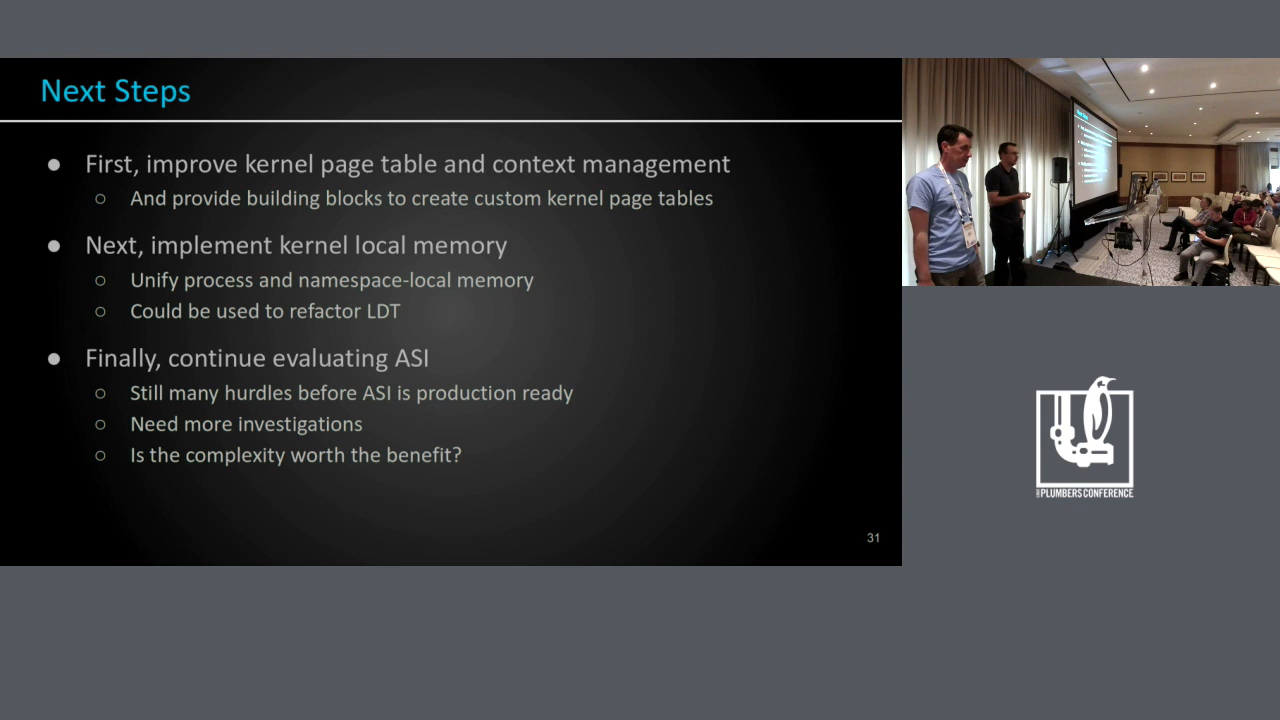 Next Steps
● First, improve kernel page table and context management
○ And provide building blocks to create custom kernel page tables
● Next, implement kernel local memory
○ Unify process and namespace-local memory
○ Could be used to refactor LDT
● Finally, continue evaluating ASI
○ Still many hurdles before ASI is production ready
○ Need more investigations
○ Is the complexity worth the benefit?
31
PLUMBERS CONFERENCE